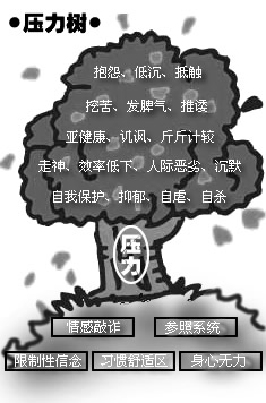 ●压力树●
抱怨、低沉、抵触
挖苦、发脾气、推诿
亚健康、讥讽、斤斤计较
走神、效率低下、人际恶劣、沉默
自我保护、抑郁、自虐、自杀
压力
情感敲诈 参照系统
限制性信念 习惯舒适区 身心无力